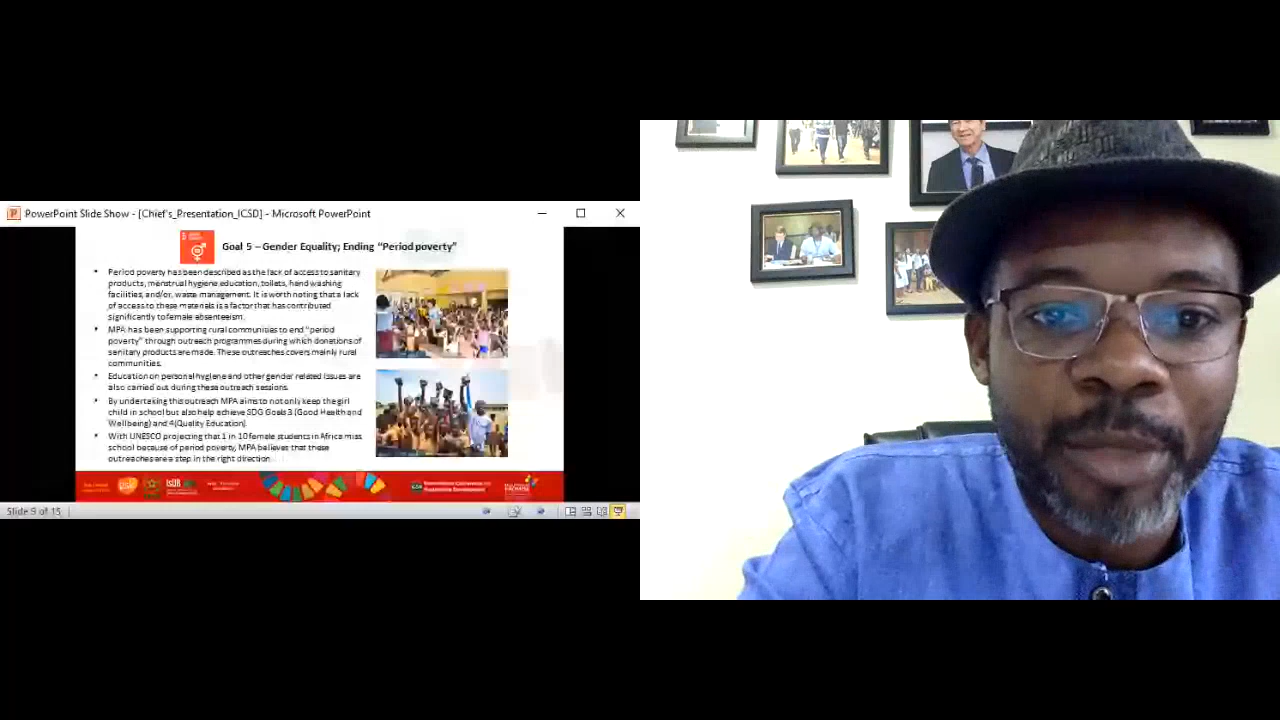 PowerPoint Slide Show - [Chief's_Presentation_ICSD] - Microsoft PowerPoint
5
Goal 5 – Gender Equality; Ending “Period poverty”
• Period poverty has been described as the lack of access to sanitary
products, menstrual hygiene education, toilets, hand washing
facilities, and/or, waste management. It is worth noting that a lack
of access to these materials is a factor that has contributed
significantly to female absenteeism.
• MPA has been supporting rural communities to end “period
poverty” through outreach programmes during which donations of
sanitary products are made. These outreaches covers mainly rural
communities.
• Education on personal hygiene and other gender related issues are
also carried out during these outreach sessions.
• By undertaking this outreach MPA aims to not only keep the girl
child in school but also help achieve SDG Goals 3 (Good Health and
Wellbeing) and 4(Quality Education).
• With UNESCO projecting that 1 in 10 female students in Africa miss
school because of period poverty, MPA believes that these
outreaches are a step in the right direction.
International Conference on
Sustainable Development
Slide 9 of 15